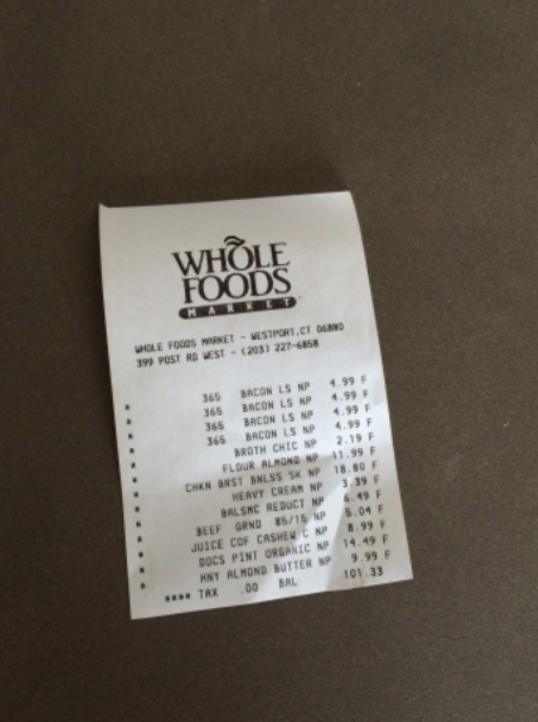 WHOLE
FOODS
MARKET
WHOLE FOODS MARKET - WESTPORT,CT 06880
399 POST RD WEST - (203) 227-6858
365 BACON LS NP 4.99 F
365 BACON LS NP 4.99 F
365 BACON LS NP 4.99 F
365 BACON LS NP 4.99 F
BROTH CHIC NP 2.19 F
FLOUR ALMOND NP 11.99 F
CHKN BRST BNLSS SK NP 18.80 F
HEAVY CREAM NP 3.39 F
BALSMC REDUCT NP 6.49 F
BEEF GRND 85/15 NP 5.04 F
JUICE COF CASHEW C NP 8.99 F
DOCS PINT ORGANIC NP 14.49 F
HNY ALMOND BUTTER NP 9.99 F
**** TAX .00 BAL 101.33